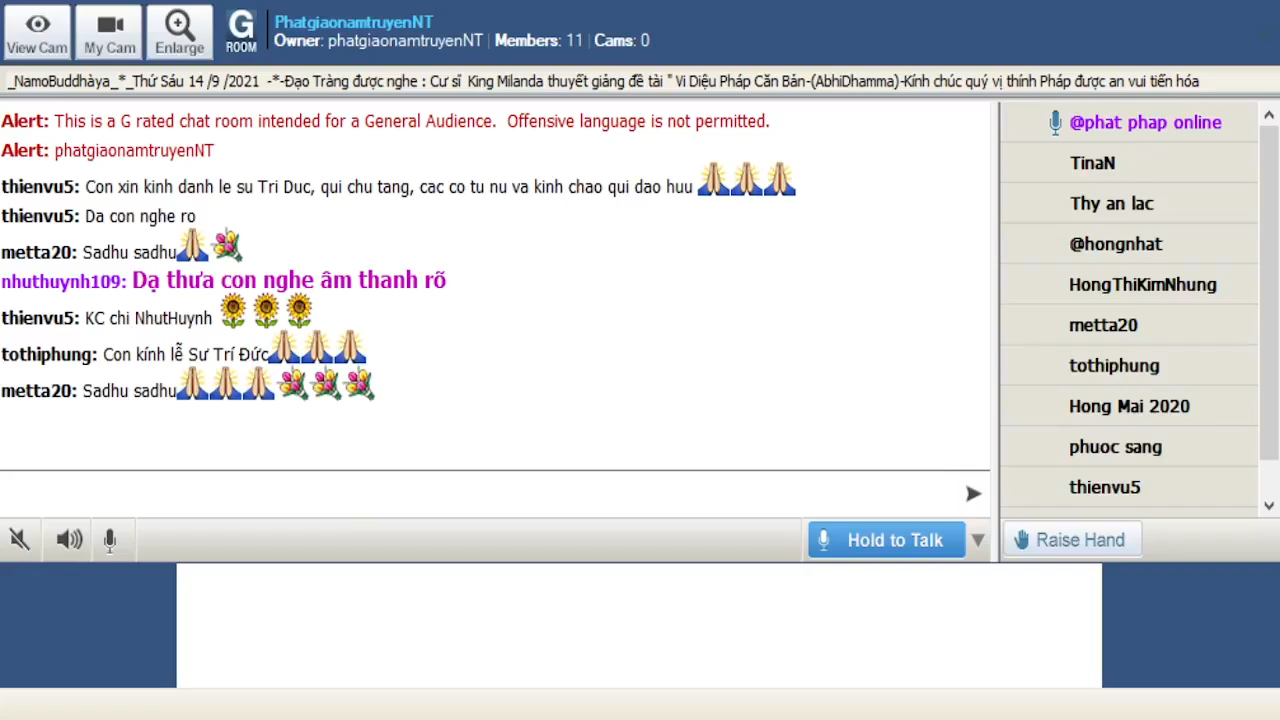 View Cam
My Cam
Enlarge
G
ROOM
PhatgiaonamtruyenNT
Owner: phatgiaonamtruyenNT | Members: 11 | Cams: 0
_NamoBuddhàya_*_Thứ Sáu 14 /9 /2021 -*-Đạo Tràng được nghe : Cư sĩ King Milanda thuyết giảng đề tài " Vi Diệu Pháp Căn Bản-(AbhiDhamma)-Kính chúc quý vị thính Pháp được an vui tiến hóa
Alert: This is a G rated chat room intended for a General Audience. Offensive language is not permitted.
Alert: phatgiaonamtruyenNT
thienvu5: Con xin kinh danh le su Tri Duc, qui chu tang, cac co tu nu va kinh chao qui dao huu
thienvu5: Da con nghe ro
metta20: Sadhu sadhu
nhuthuynh109: Dạ thưa con nghe âm thanh rõ
thienvu5: KC chi NhutHuynh
tothiphung: Con kính lễ Sư Trí Đức
metta20: Sadhu sadhu
@phat phap online
TinaN
Thy an lac
@hongnhat
HongThiKimNhung
metta20
tothiphung
Hong Mai 2020
phuoc sang
thienvu5
Hold to Talk
Raise Hand